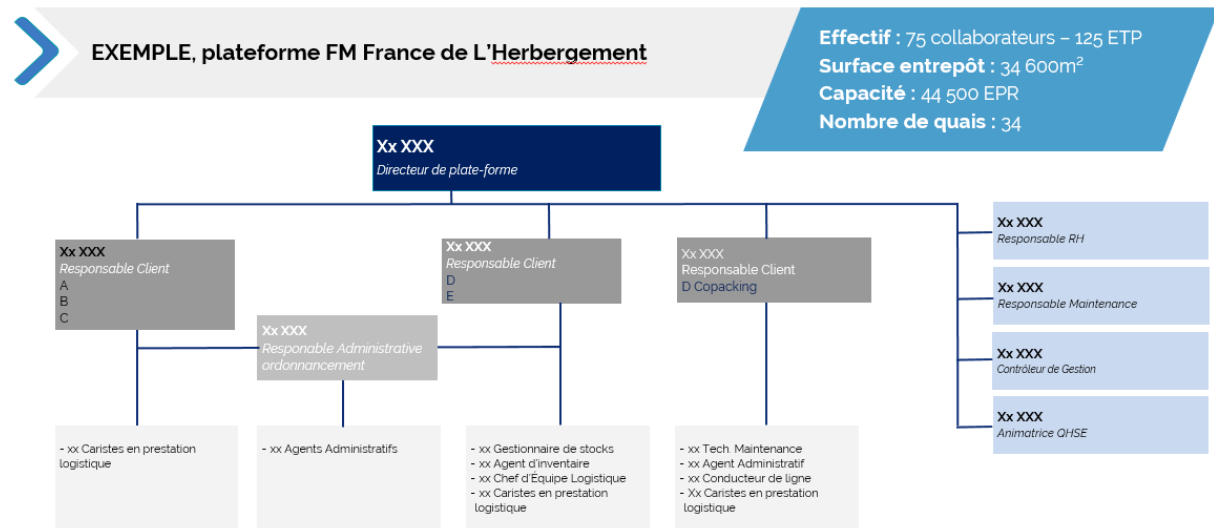 EXEMPLE, plateforme FM France de L'Herbergement
Effectif : 75 collaborateurs – 125 ETP
Surface entrepôt : 34 600m²
Capacité : 44 500 EPR
Nombre de quais : 34
Xx XXX
Directeur de plate-forme
Xx XXX
Responsable Client
A
B
C
Xx XXX
Responsable Client
D
E
Xx XXX
Responsable Client
D Copacking
Xx XXX
Responable Administrative
ordonnancement
Xx XXX
Responsable RH
Xx XXX
Responsable Maintenance
Xx XXX
Contrôleur de Gestion
Xx XXX
Animatrice QHSE
- xx Caristes en prestation
logistique
- xx Agents Administratifs
- xx Gestionnaire de stocks
- xx Agent d'inventaire
- xx Chef d'Équipe Logistique
- xx Caristes en prestation
logistique
- xx Tech. Maintenance
- xx Agent Administratif
- xx Conducteur de ligne
- Xx Caristes en prestation
logistique